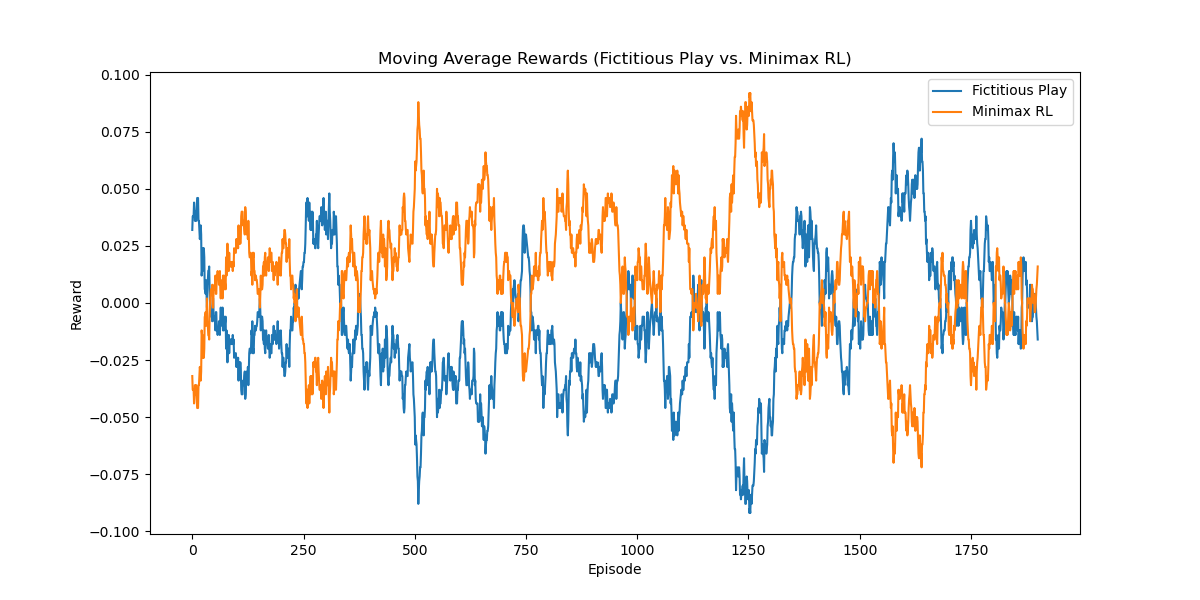 Moving Average Rewards (Fictitious Play vs. Minimax RL)
Fictitious Play
Minimax RL
Reward
0.100
0.075
0.050
0.025
0.000
−0.025
−0.050
−0.075
−0.100
0 250 500 750 1000 1250 1500 1750
Episode